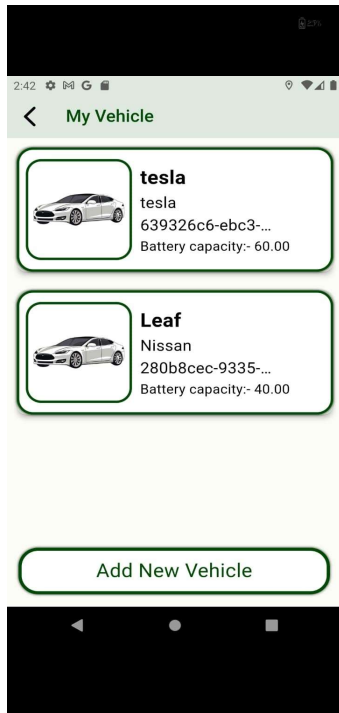 2:42
My Vehicle
tesla
tesla
639326c6-ebc3-...
Battery capacity:- 60.00
Leaf
Nissan
280b8cec-9335-...
Battery capacity:- 40.00
Add New Vehicle